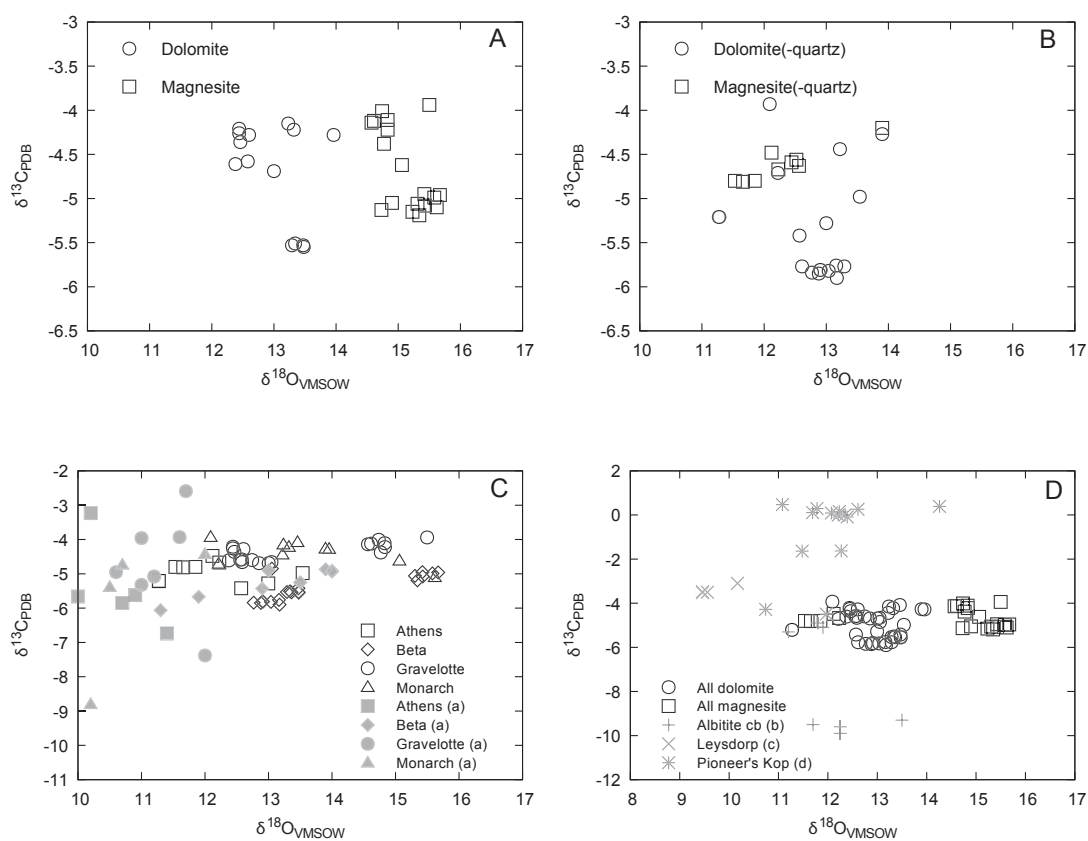 A
Dolomite
Magnesite
-3
-3.5
-4
-4.5
-5
-5.5
-6
-6.5
δ13CPDB
10 11 12 13 14 15 16 17
δ18OVMSOW
B
Dolomite(-quartz)
Magnesite(-quartz)
-3
-3.5
-4
-4.5
-5
-5.5
-6
-6.5
δ13CPDB
10 11 12 13 14 15 16 17
δ18OVMSOW
C
-2
-3
-4
-5
-6
-7
-8
-9
-10
-11
δ13CPDB
Athens
Beta
Gravelotte
Monarch
Athens (a)
Beta (a)
Gravelotte (a)
Monarch (a)
10 11 12 13 14 15 16 17
δ18OVMSOW
D
2
0
-2
-4
-6
-8
-10
-12
δ13CPDB
All dolomite
All magnesite
Albitite cb (b)
Leysdorp (c)
Pioneer's Kop (d)
8 9 10 11 12 13 14 15 16 17
δ18OVMSOW